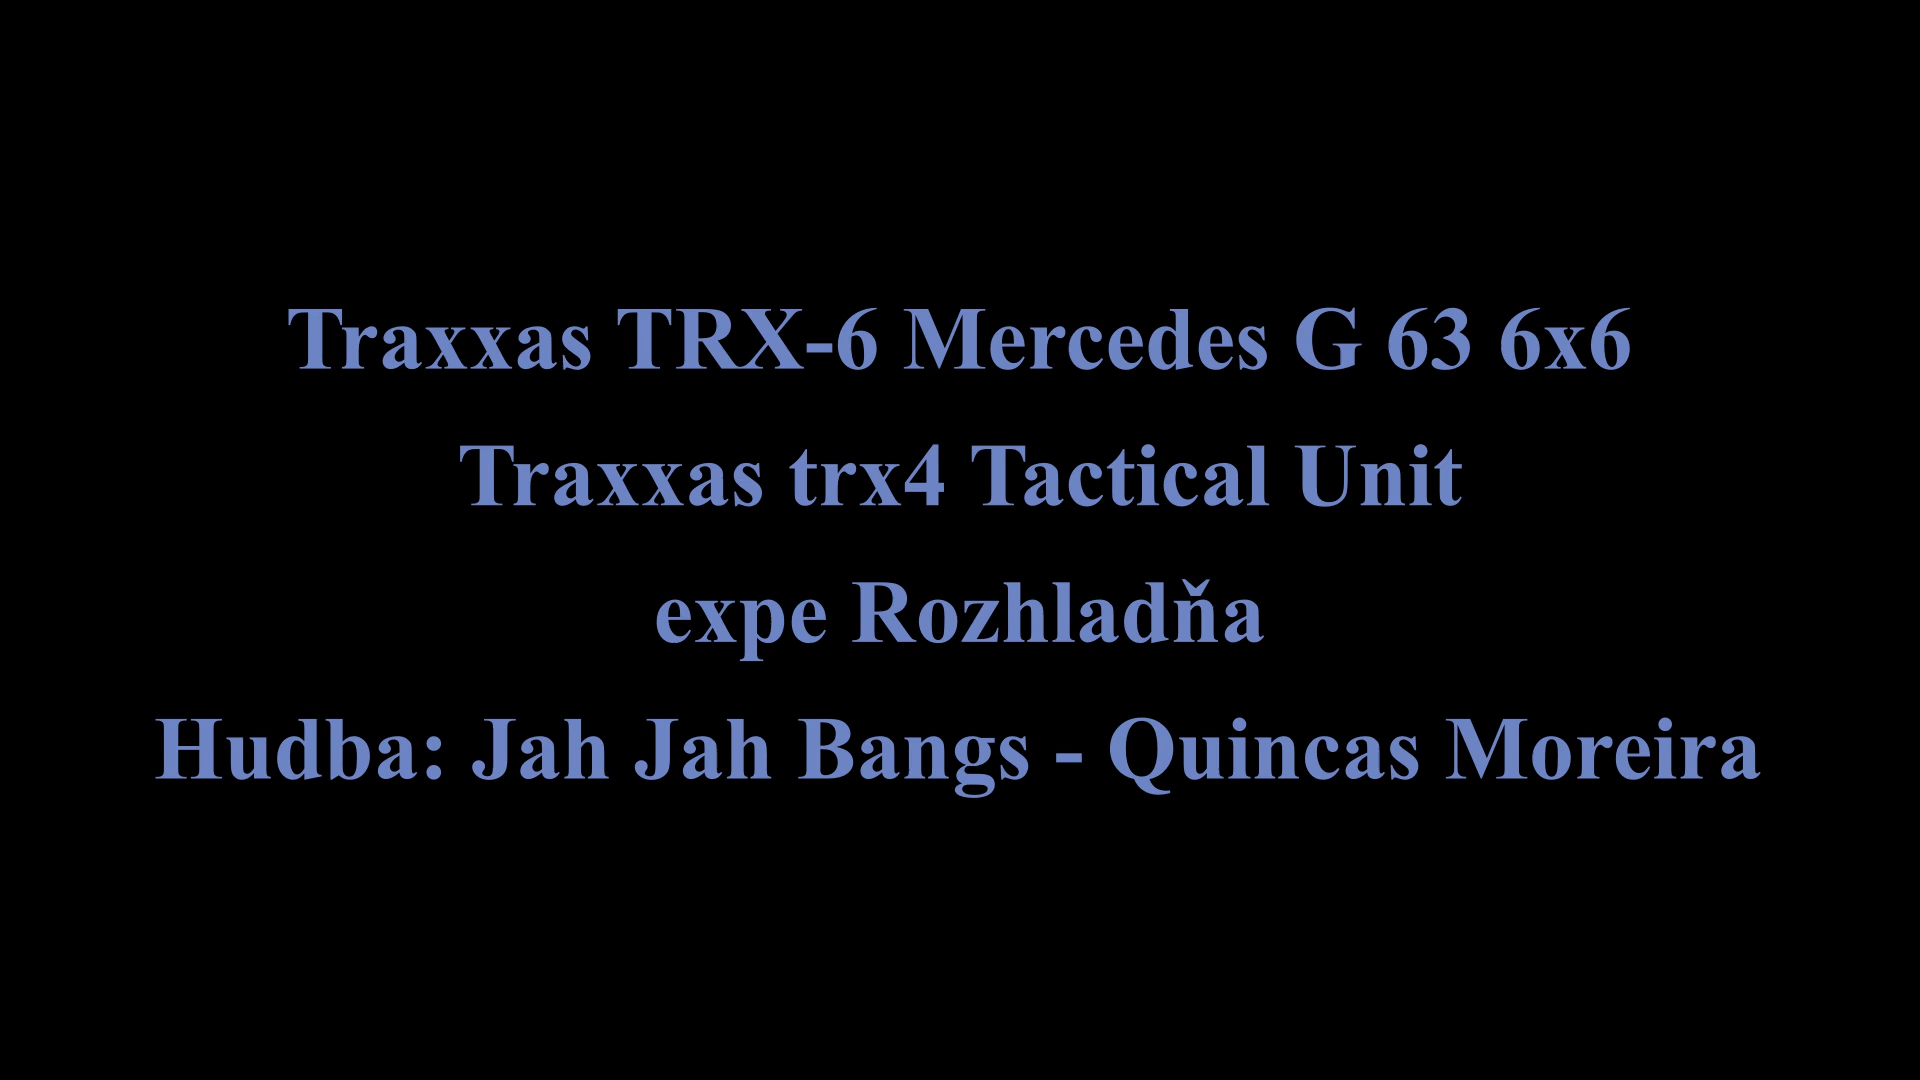 Traxxas TRX-6 Mercedes G 63 6x6
Traxxas trx4 Tactical Unit
expe Rozhladňa
Hudba: Jah Jah Bangs - Quincas Moreira